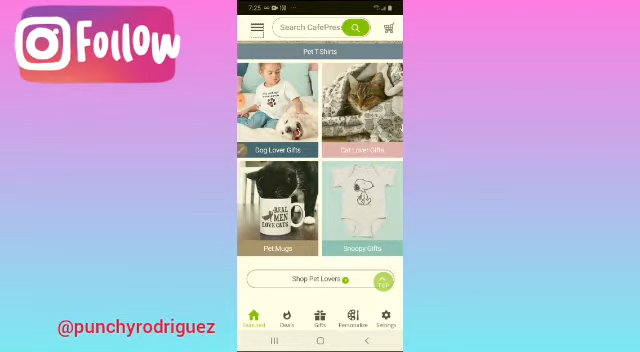 Follow
7:25
Search CafePress
Pet T-Shirts
Dog Lover Gifts
Cat Lover Gifts
REAL
MEN
LOVE CATS
Pet Mugs
Snoopy Gifts
Shop Pet Lovers
TOP
Featured
Deals
Gifts
Personalize
Settings
@punchyrodriguez